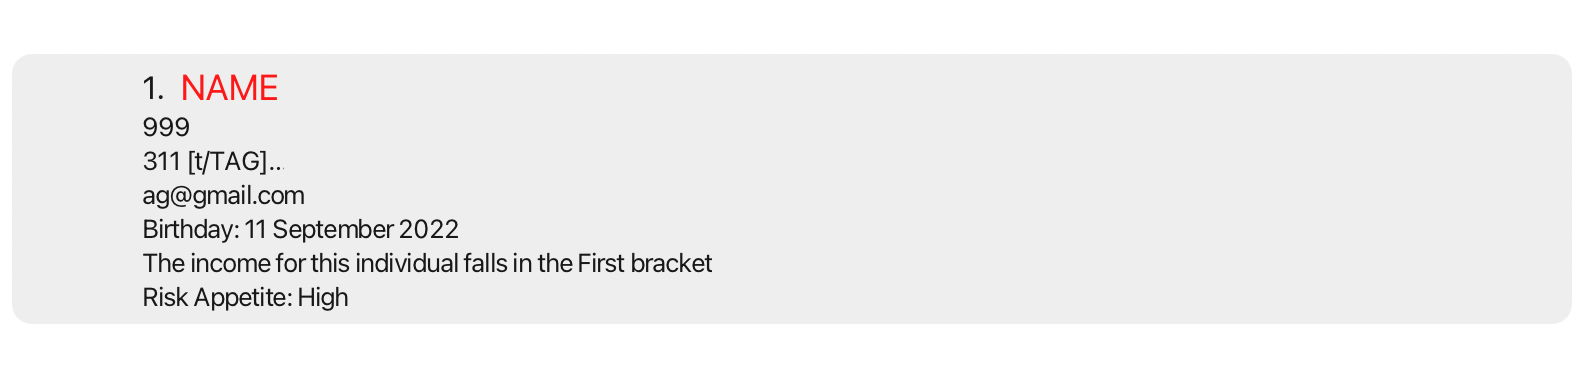 1. NAME
999
311 [t/TAG]...
ag@gmail.com
Birthday: 11 September 2022
The income for this individual falls in the First bracket
Risk Appetite: High